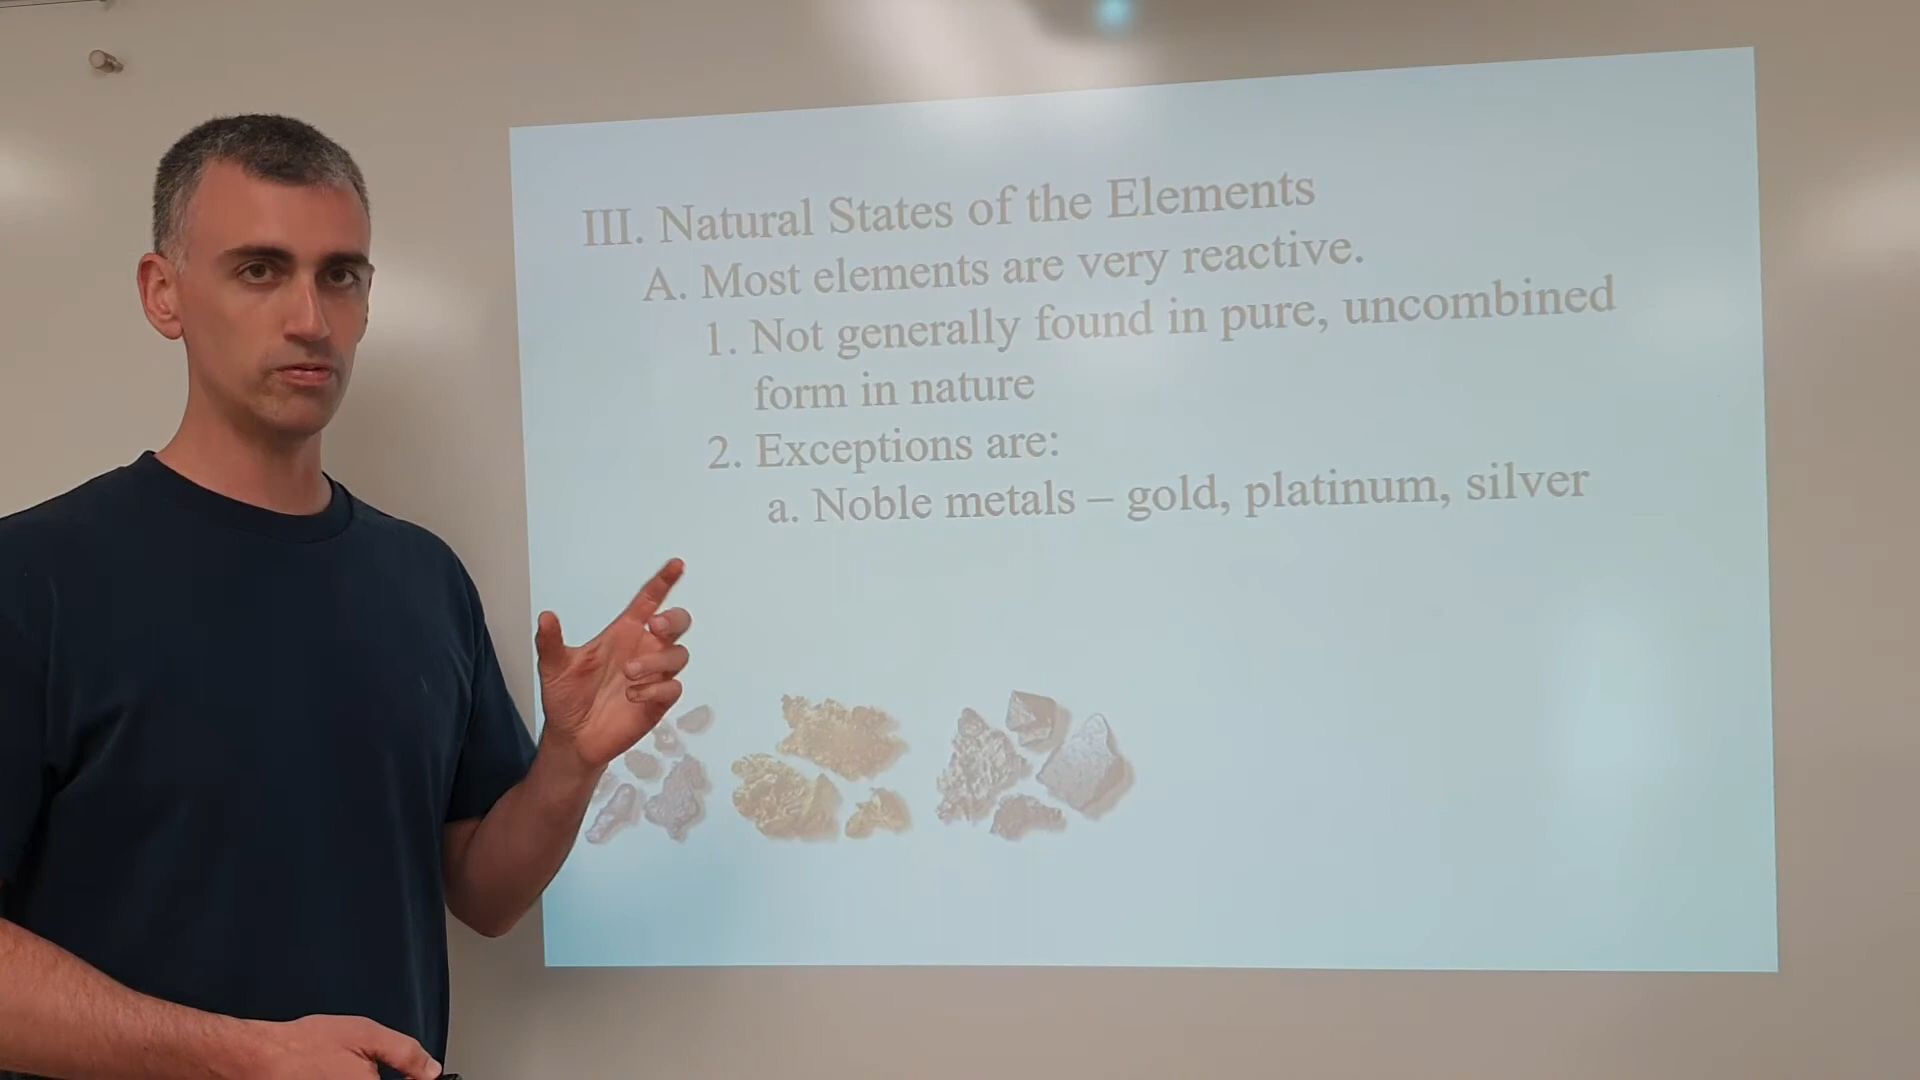 III. Natural States of the Elements
A. Most elements are very reactive.
1. Not generally found in pure, uncombined
form in nature
2. Exceptions are:
a. Noble metals – gold, platinum, silver